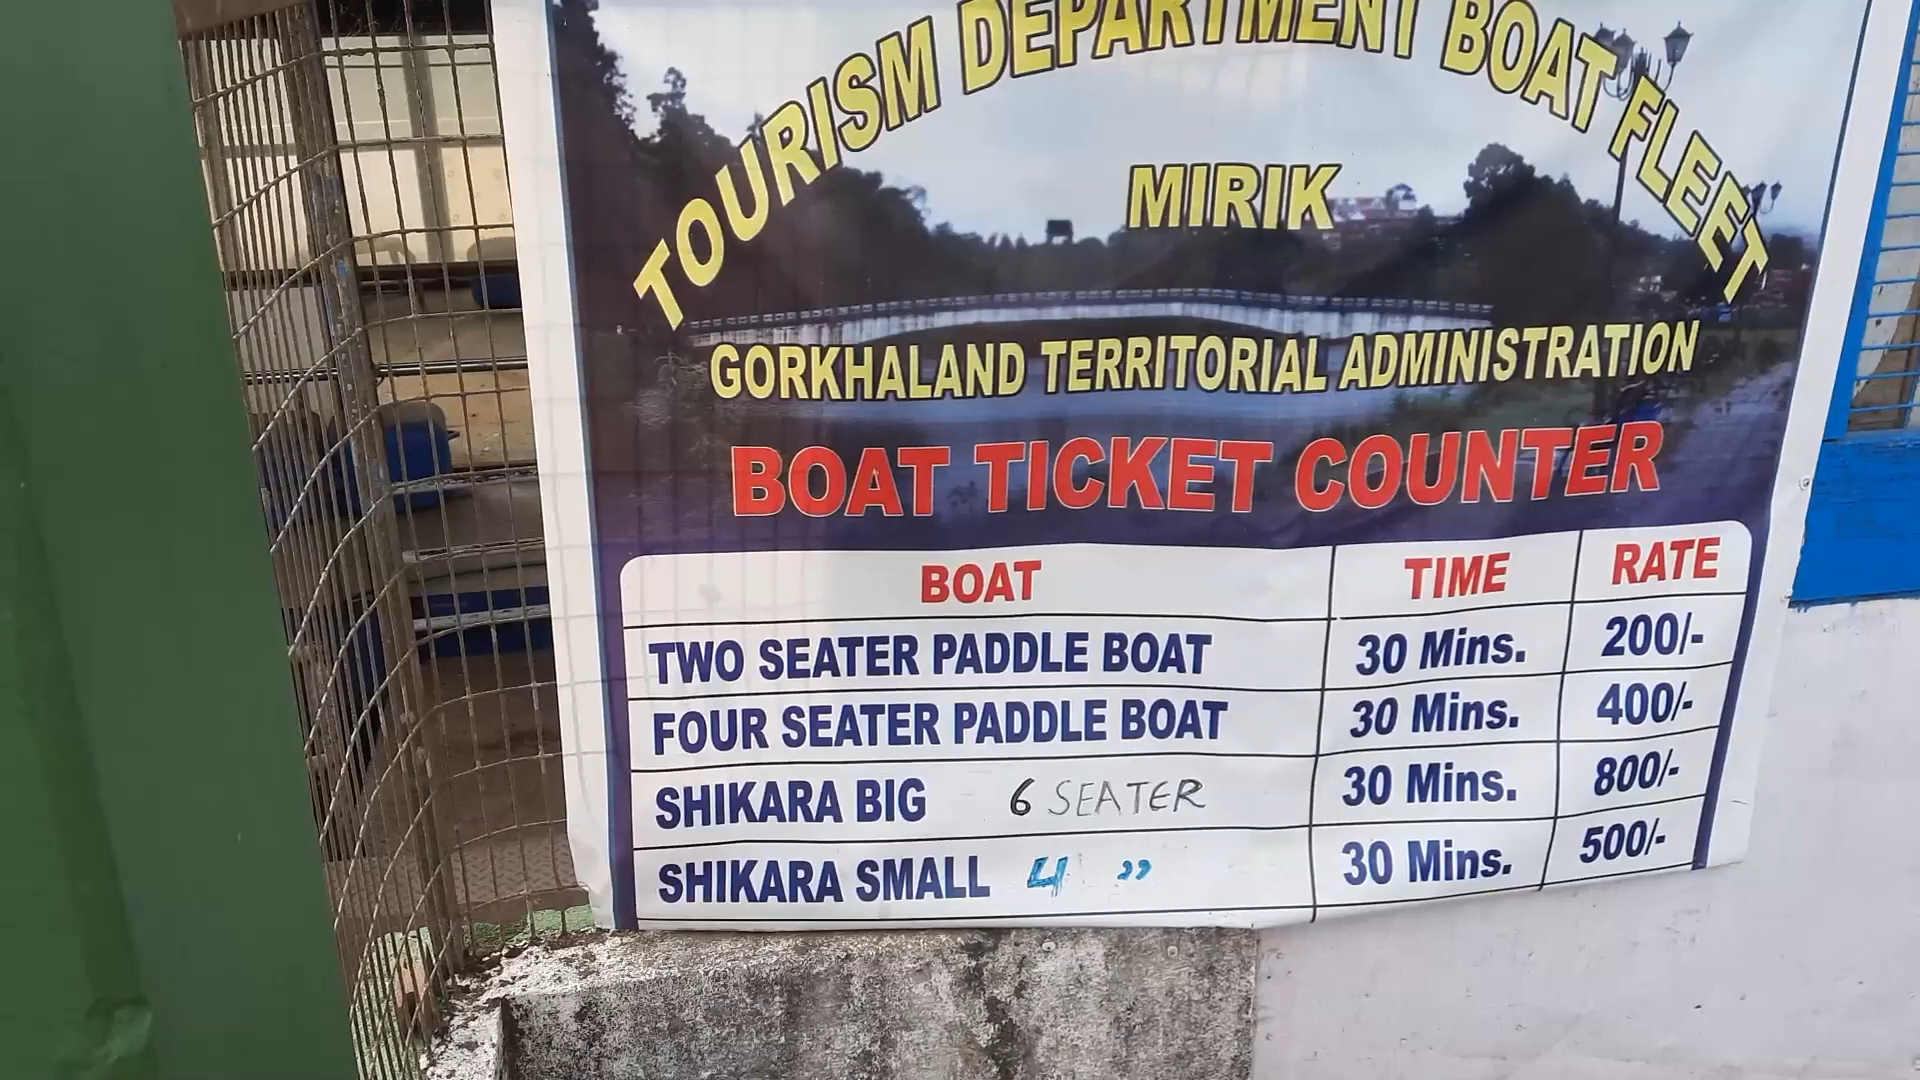 TOURISM DEPARTMENT BOAT FLEET
MIRIK
GORKHALAND TERRITORIAL ADMINISTRATION
BOAT TICKET COUNTER
BOAT TIME RATE
TWO SEATER PADDLE BOAT 30 Mins. 200/-
FOUR SEATER PADDLE BOAT 30 Mins. 400/-
SHIKARA BIG 6 SEATER 30 Mins. 800/-
SHIKARA SMALL 4 " 30 Mins. 500/-